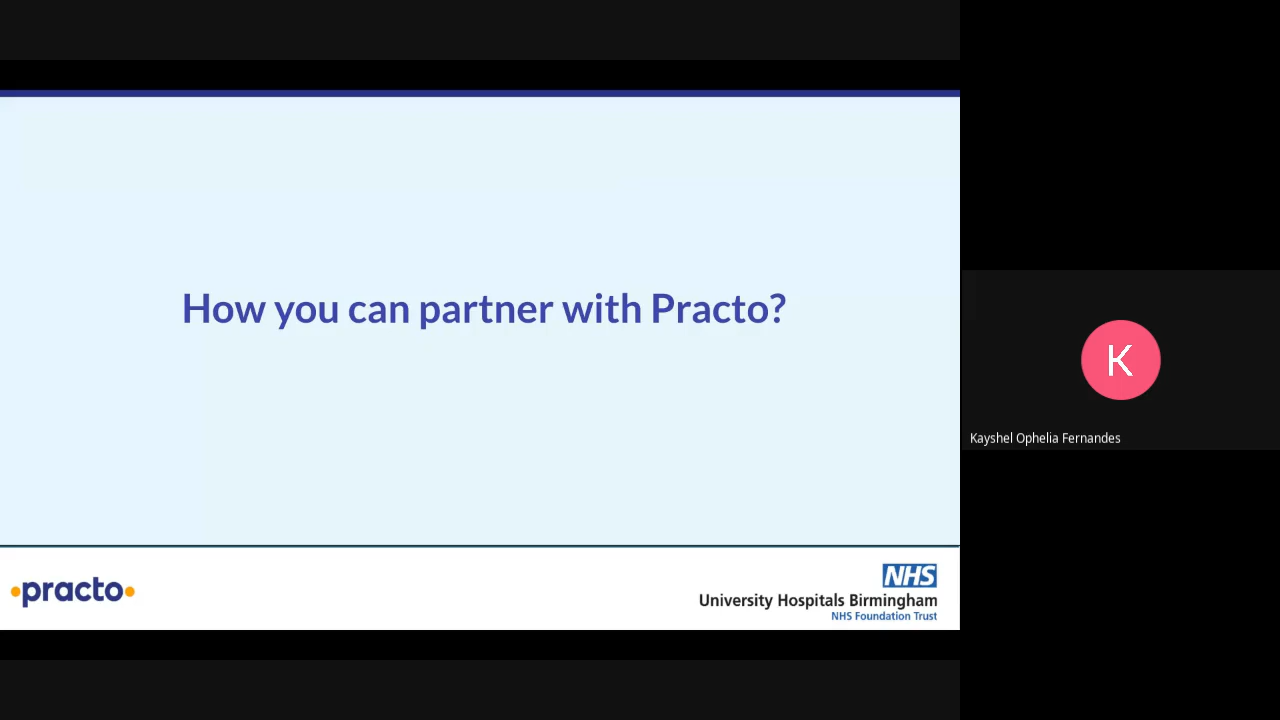 How you can partner with Practo?
K
Kayshel Ophelia Fernandes
practo
NHS
University Hospitals Birmingham
NHS Foundation Trust